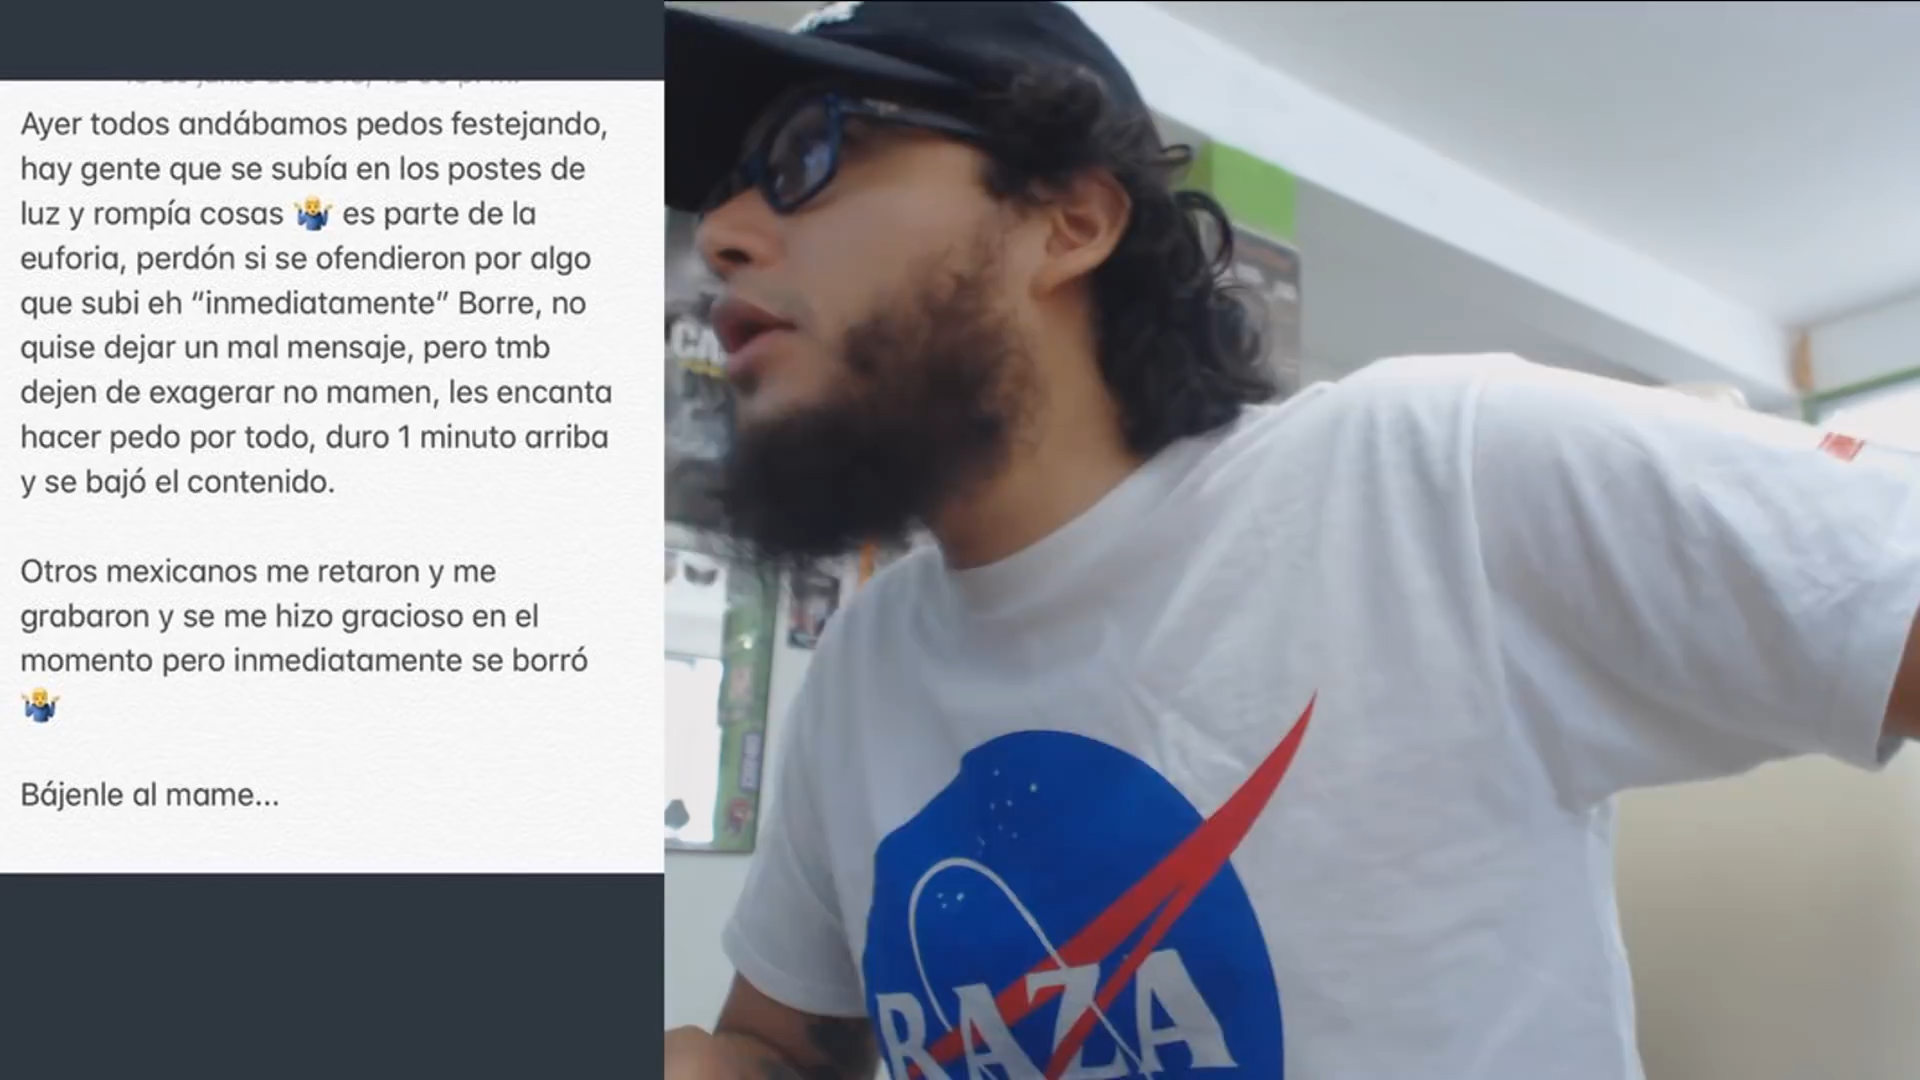 Ayer todos andábamos pedos festejando,
hay gente que se subía en los postes de
luz y rompía cosas 🤷‍♂️ es parte de la
euforia, perdón si se ofendieron por algo
que subi eh “inmediatamente” Borre, no
quise dejar un mal mensaje, pero tmb
dejen de exagerar no mamen, les encanta
hacer pedo por todo, duro 1 minuto arriba
y se bajó el contenido.
Otros mexicanos me retaron y me
grabaron y se me hizo gracioso en el
momento pero inmediatamente se borró
🤷‍♂️
Bájenle al mame...
RAZA